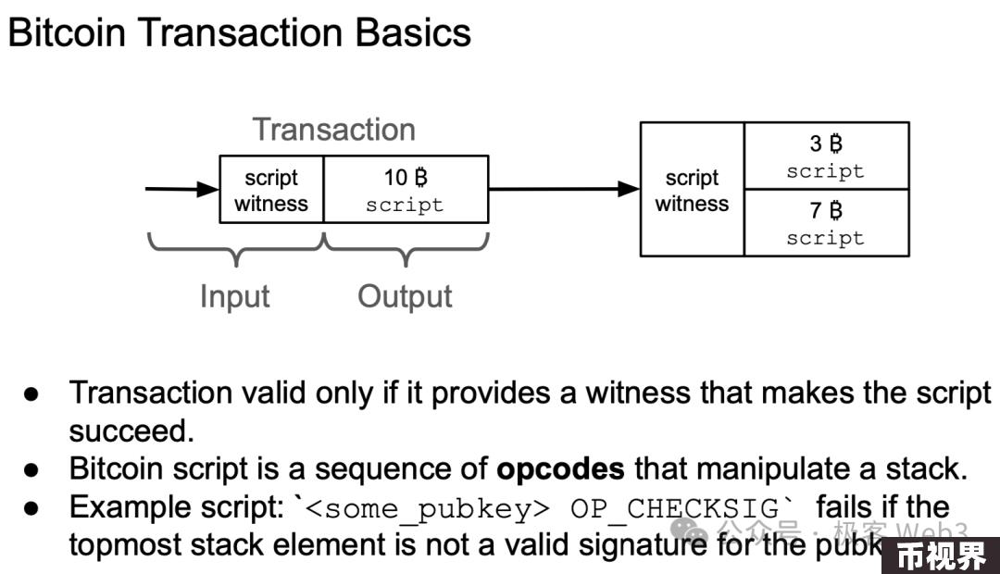 Bitcoin Transaction Basics
Transaction
script
witness
10 ₿
script
script
witness
3 ₿
script
7 ₿
script
Input
Output
● Transaction valid only if it provides a witness that makes the script
succeed.
● Bitcoin script is a sequence of opcodes that manipulate a stack.
● Example script: `<some_pubkey> OP_CHECKSIG` fails if the
topmost stack element is not a valid signature for the
公众号 · 极客 Web3
币视界